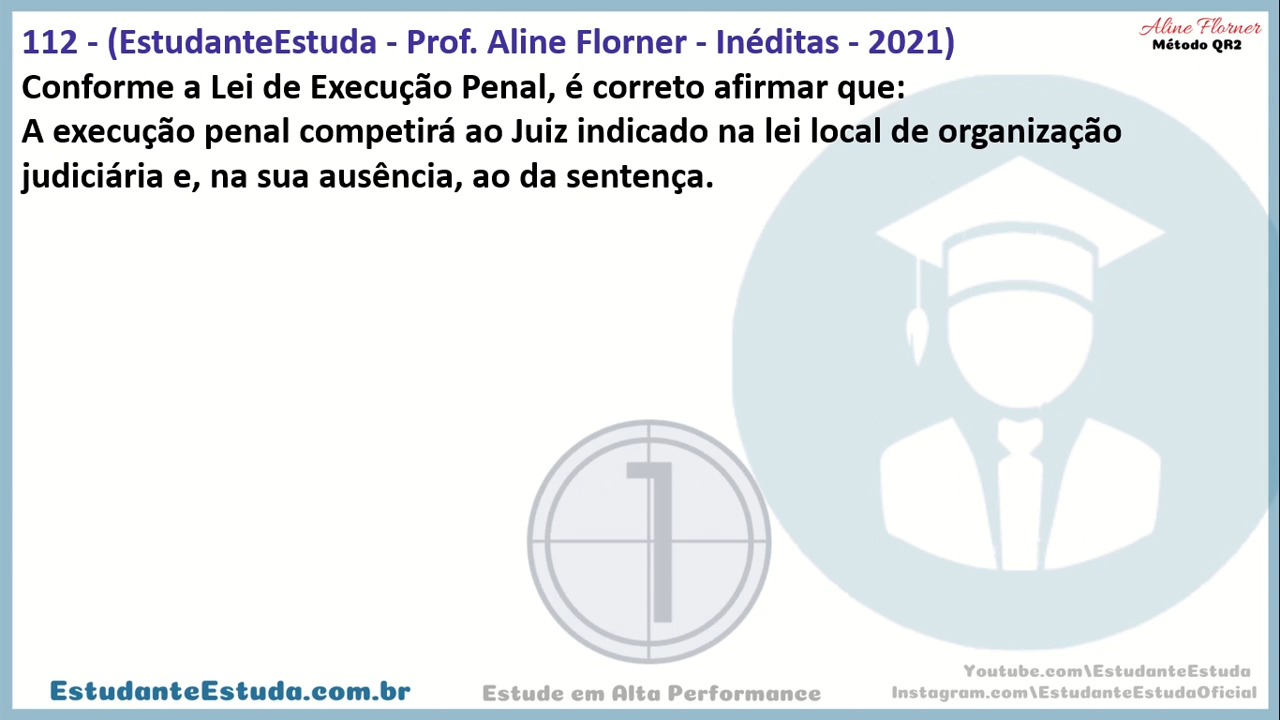 112 - (EstudanteEstuda - Prof. Aline Florner - Inéditas - 2021)
Aline Florner
Método QR2
Conforme a Lei de Execução Penal, é correto afirmar que:
A execução penal competirá ao Juiz indicado na lei local de organização
judiciária e, na sua ausência, ao da sentença.
1
Youtube.com\EstudanteEstuda
EstudanteEstuda.com.br
Estude em Alta Performance
Instagram.com\EstudanteEstudaOficial